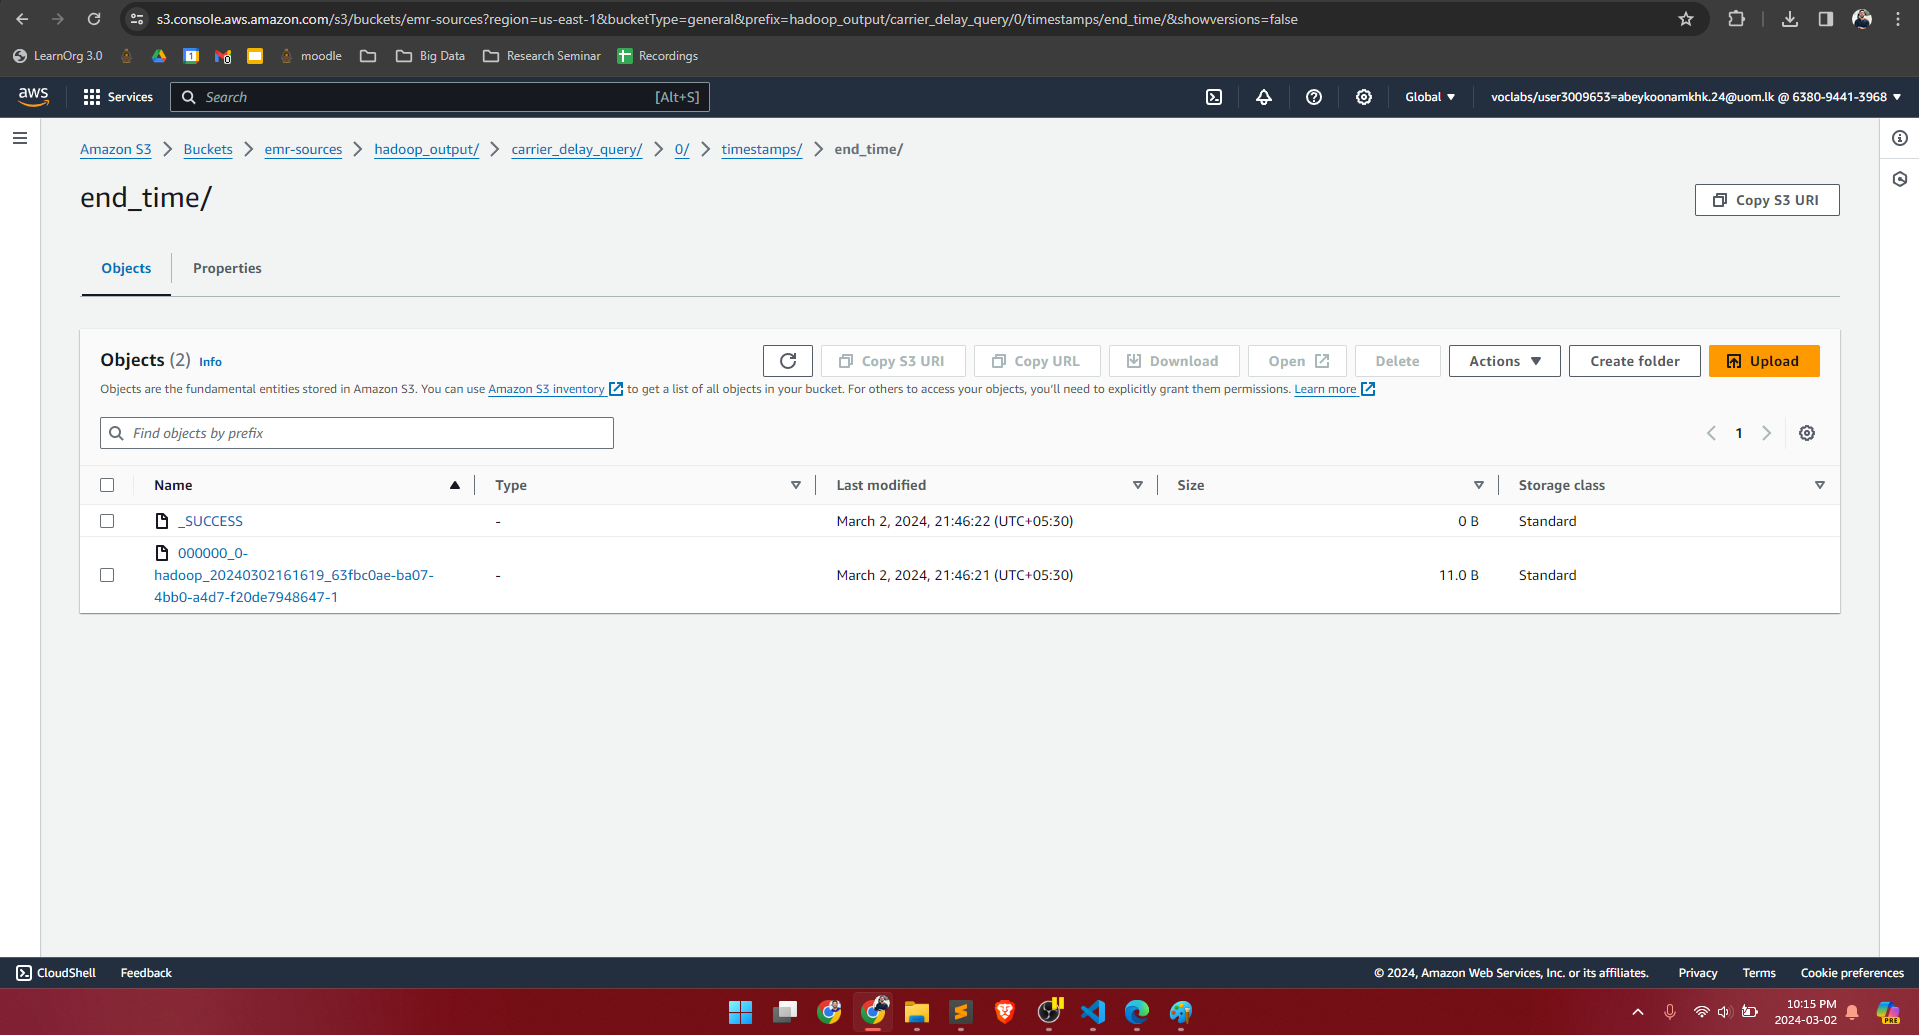 s3.console.aws.amazon.com/s3/buckets/emr-sources?region=us-east-1&bucketType=general&prefix=hadoop_output/carrier_delay_query/0/timestamps/end_time/&showversions=false
LearnOrg 3.0 moodle Big Data Research Seminar Recordings
aws Services Search [Alt+S] Global voclabs/user3009653=abeykoonamkhk.24@uom.lk @ 6380-9441-3968
Amazon S3 Buckets emr-sources hadoop_output/ carrier_delay_query/ 0/ timestamps/ end_time/
end_time/
Copy S3 URI
Objects Properties
Objects (2) Info Copy S3 URI Copy URL Download Open Delete Actions Create folder Upload
Objects are the fundamental entities stored in Amazon S3. You can use Amazon S3 inventory to get a list of all objects in your bucket. For others to access your objects, you'll need to explicitly grant them permissions. Learn more
Find objects by prefix 1
Name Type Last modified Size Storage class
_SUCCESS - March 2, 2024, 21:46:22 (UTC+05:30) 0 B Standard
000000_0-
hadoop_20240302161619_63fbc0ae-ba07- - March 2, 2024, 21:46:21 (UTC+05:30) 11.0 B Standard
4bb0-a4d7-f20de7948647-1
CloudShell Feedback © 2024, Amazon Web Services, Inc. or its affiliates. Privacy Terms Cookie preferences
10:15 PM
2024-03-02
PRE